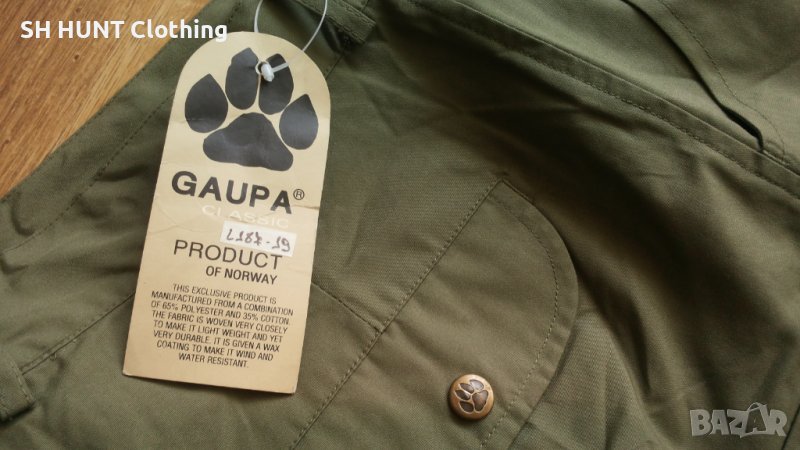 SH HUNT Clothing
GAUPA®
CLASSIC
L187-19
PRODUCT
OF NORWAY
THIS EXCLUSIVE PRODUCT IS
MANUFACTURED FROM A COMBINATION
OF 65% POLYESTER AND 35% COTTON.
THE FABRIC IS WOVEN VERY CLOSELY
TO MAKE IT LIGHT WEIGHT AND YET
VERY DURABLE. IT IS GIVEN A WAX
COATING TO MAKE IT WIND AND
WATER RESISTANT.
BAZAR